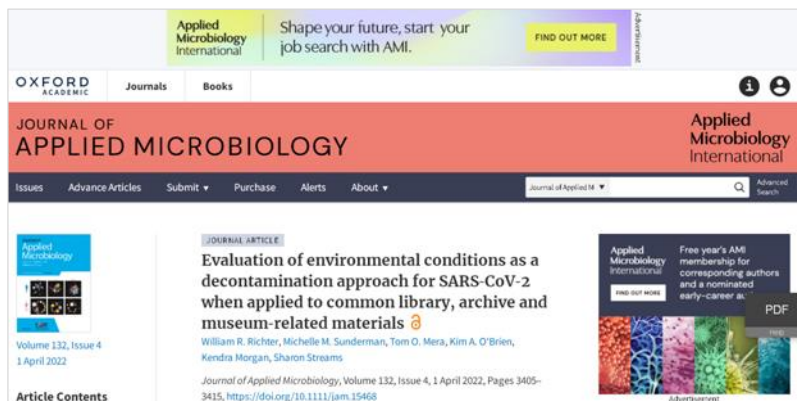 Applied
Microbiology
International
Shape your future, start your
job search with AMI.
FIND OUT MORE
Advertisement
OXFORD
ACADEMIC
Journals
Books
JOURNAL OF
APPLIED MICROBIOLOGY
Applied
Microbiology
International
Issues
Advance Articles
Submit ▼
Purchase
Alerts
About ▼
Journal of Applied M ▼
Advanced
Search
Applied
Microbiology
Volume 132, Issue 4
1 April 2022
Article Contents
JOURNAL ARTICLE
Evaluation of environmental conditions as a
decontamination approach for SARS-CoV-2
when applied to common library, archive and
museum-related materials
William R. Richter, Michelle M. Sunderman, Tom O. Mera, Kim A. O'Brien,
Kendra Morgan, Sharon Streams
Journal of Applied Microbiology, Volume 132, Issue 4, 1 April 2022, Pages 3405–
3415, https://doi.org/10.1111/jam.15468
Applied
Microbiology
International
FIND OUT MORE
Free year's AMI
membership for
corresponding authors
and a nominated
early-career au
PDF
Help
Advertisement